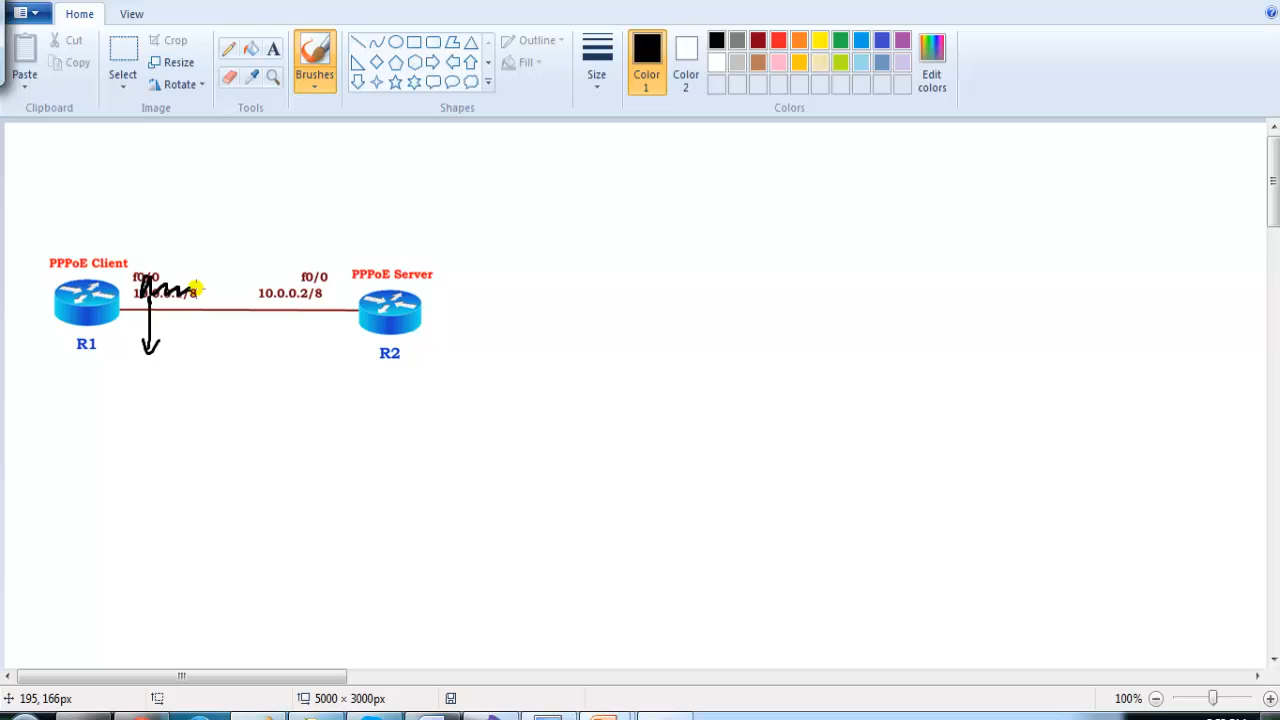 Home
View
Paste
Cut
Copy
Clipboard
Select
Crop
Resize
Rotate
Image
Tools
Brushes
Shapes
Outline
Fill
Size
Color
1
Color
2
Edit
colors
Colors
PPPoE Client
f0/0
f0/0
PPPoE Server
10.0.0.2/8
R1
R2
195, 166px
5000 × 3000px
100%